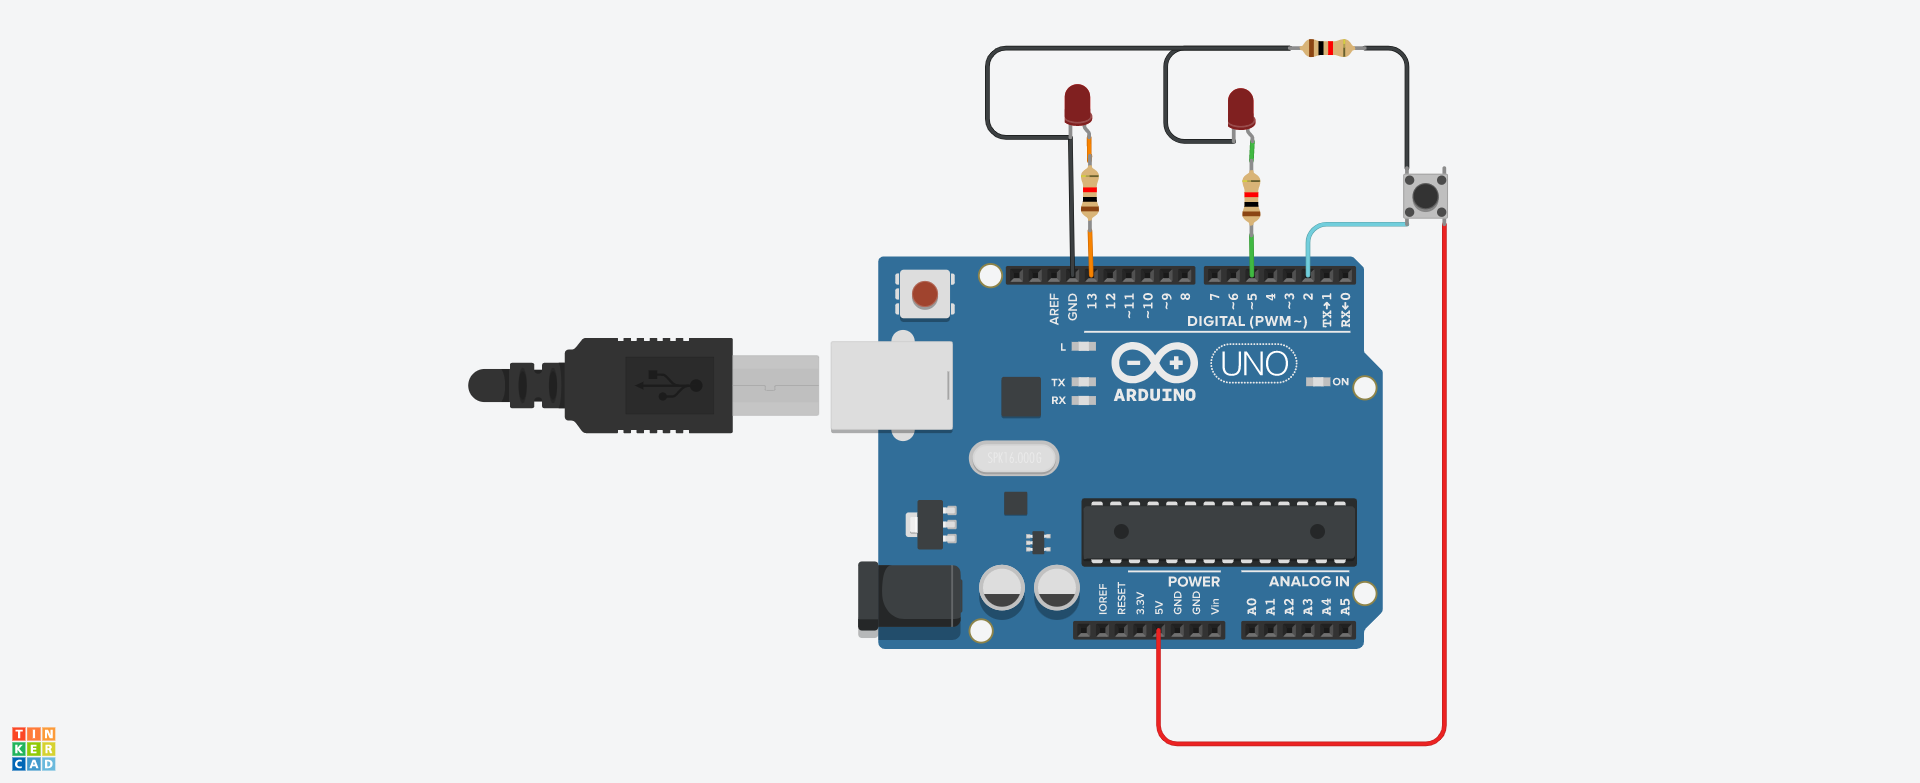 AREF
GND
13
12
~11
~10
~9
8
7
~6
~5
4
~3
2
TX→1
RX←0
DIGITAL (PWM~)
L
TX
RX
ARDUINO
UNO
ON
SPK16.000G
POWER
ANALOG IN
IOREF
RESET
3.3V
5V
GND
GND
Vin
A0
A1
A2
A3
A4
A5
TIN
KER
CAD